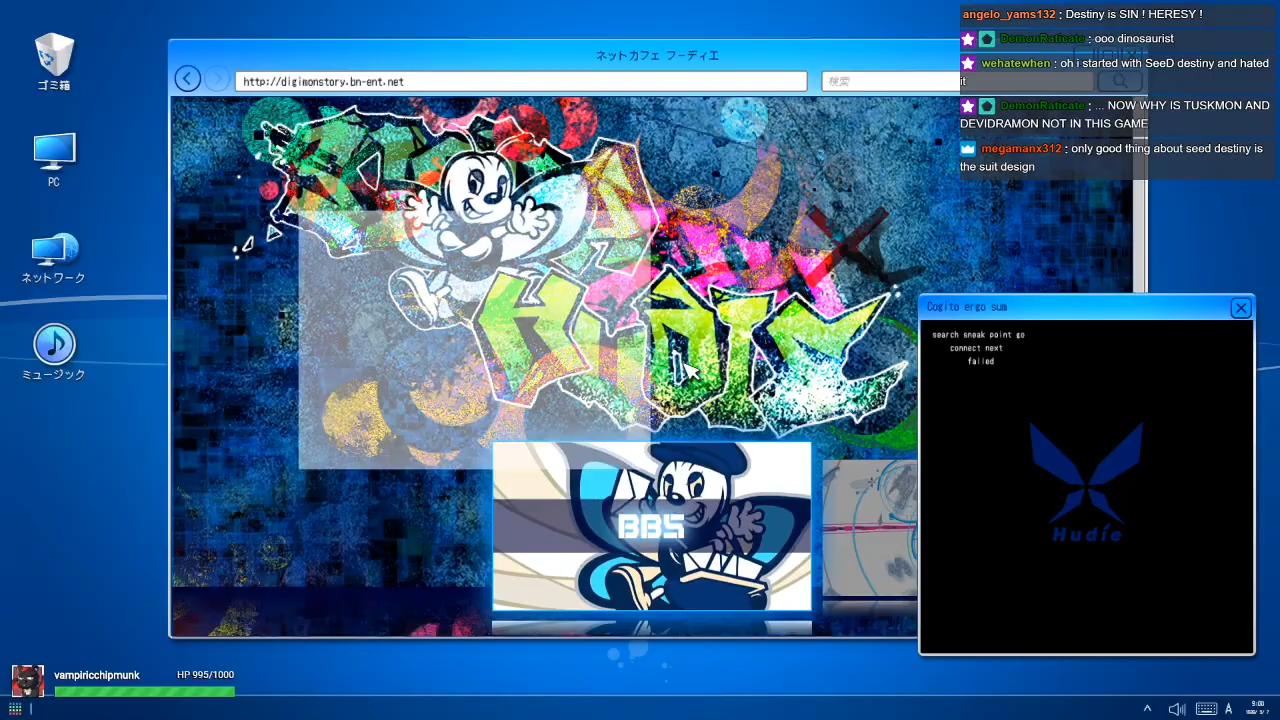 angelo_yams132 : Destiny is SIN ! HERESY !
DemonRaticate : ooo dinosaurist
wehatewhen : oh i started with SeeD destiny and hated
it
DemonRaticate : ... NOW WHY IS TUSKMON AND
DEVIDRAMON NOT IN THIS GAME
megamanx312 : only good thing about seed destiny is
the suit design
ゴミ箱
PC
ネットワーク
ミュージック
ネットカフェ フーディエ
http://digimonstory.bn-ent.net
検索
HUDIE
BBS
Cogito ergo sum
search sneak point go
connect next
failed
Hudie
vampiricchipmunk
HP 995/1000
A
9:00